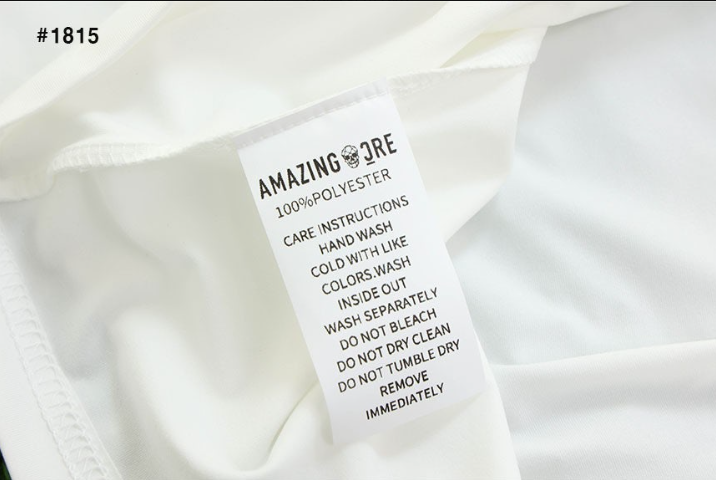 #1815
AMAZING ORE
100%POLYESTER
CARE INSTRUCTIONS
HAND WASH
COLD WITH LIKE
COLORS.WASH
INSIDE OUT
WASH SEPARATELY
DO NOT BLEACH
DO NOT DRY CLEAN
DO NOT TUMBLE DRY
REMOVE
IMMEDIATELY